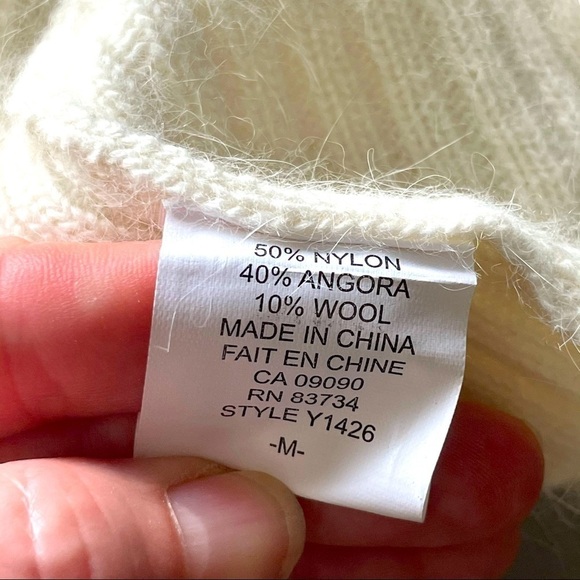 50% NYLON
40% ANGORA
10% WOOL
MADE IN CHINA
FAIT EN CHINE
CA 09090
RN 83734
STYLE Y1426
-M-